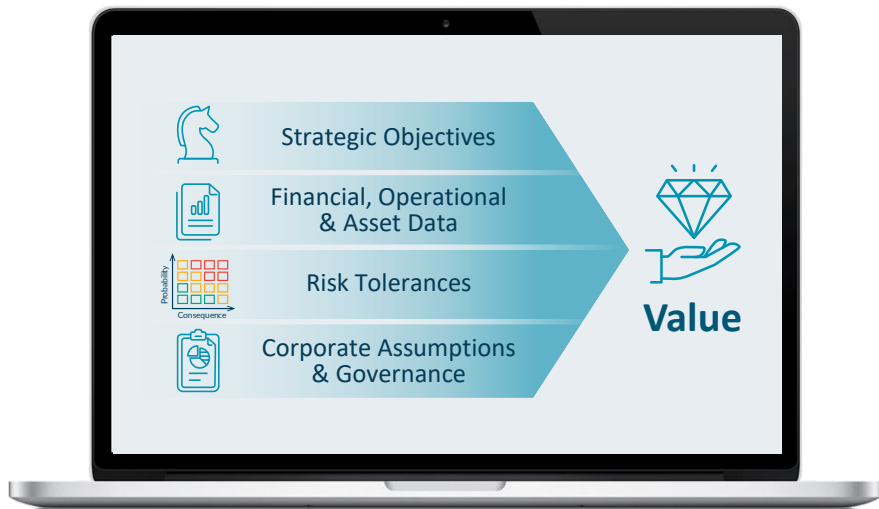 Strategic Objectives
Financial, Operational
& Asset Data
Probability
Risk Tolerances
Consequence
Corporate Assumptions
& Governance
Value